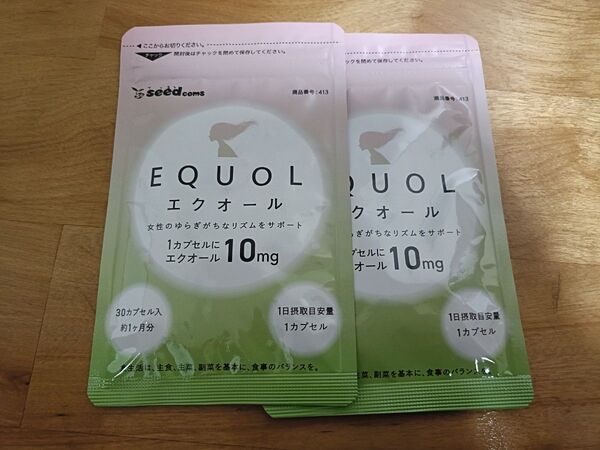 ◀ ここからお切りください。
チャック 開封後はチャックを閉めて保存してください。
seedcoms
商品番号:413
EQUOL
エクオール
女性のゆらぎがちなリズムをサポート
1カプセルに
エクオール 10mg
30カプセル入
約1ヶ月分
1日摂取目安量
1カプセル
食生活は、主食、主菜、副菜を基本に、食事のバランスを。
ックを閉めて保存してください。
商品番号:413
QUOL
クオール
ちなリズムをサポート
プセルに
オール 10mg
1日摂取目安量
1カプセル
菜、副菜を基本に、食事のバランスを。